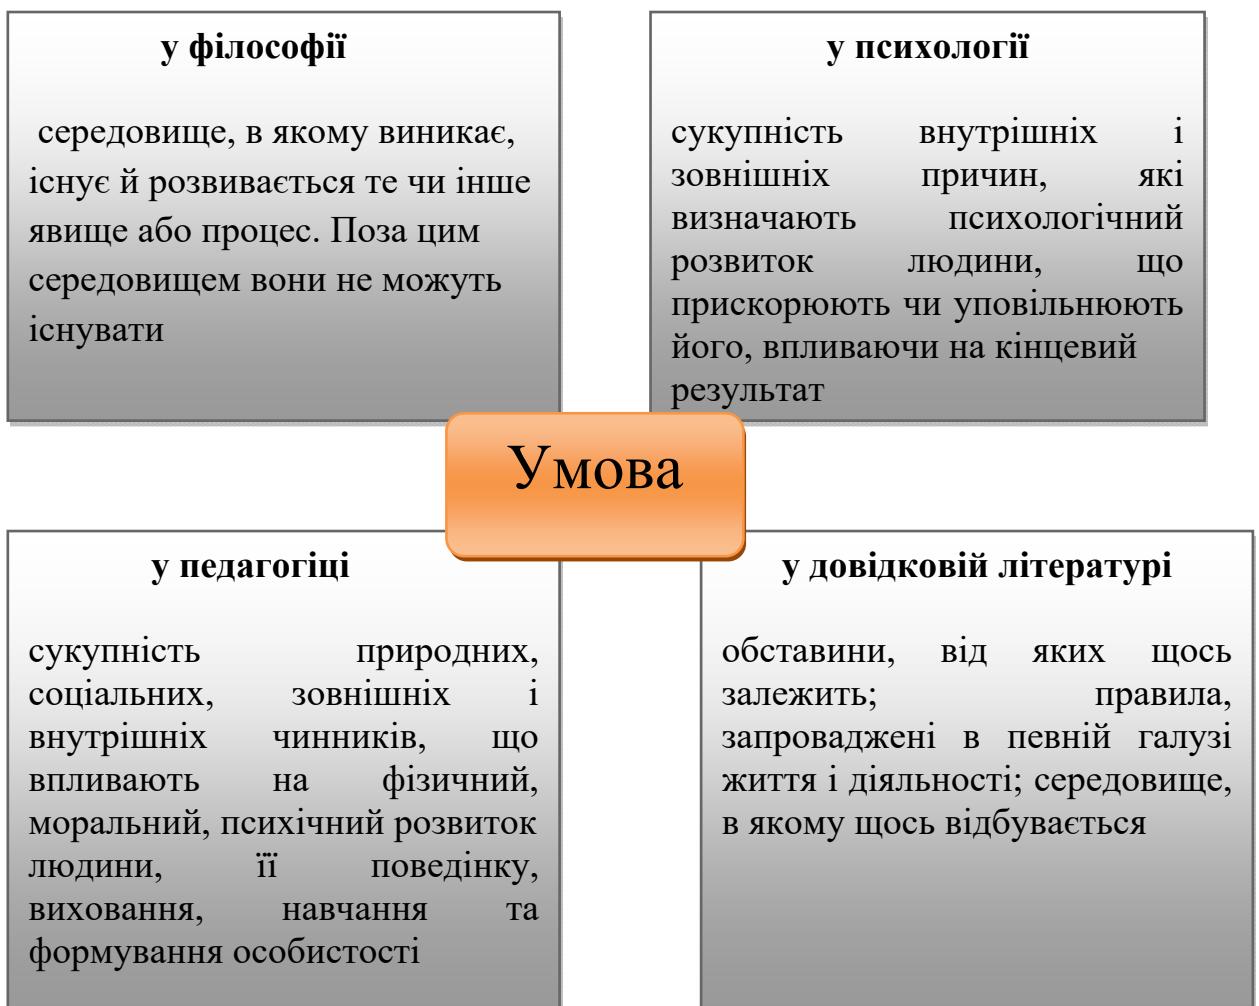 у філософії
середовище, в якому виникає,
існує й розвивається те чи інше
явище або процес. Поза цим
середовищем вони не можуть
існувати
у психології
сукупність внутрішніх і
зовнішніх причин, які
визначають психологічний
розвиток людини, що
прискорюють чи уповільнюють
його, впливаючи на кінцевий
результат
Умова
у педагогіці
сукупність природних,
соціальних, зовнішніх і
внутрішніх чинників, що
впливають на фізичний,
моральний, психічний розвиток
людини, її поведінку,
виховання, навчання та
формування особистості
у довідковій літературі
обставини, від яких щось
залежить; правила,
запроваджені в певній галузі
життя і діяльності; середовище,
в якому щось відбувається